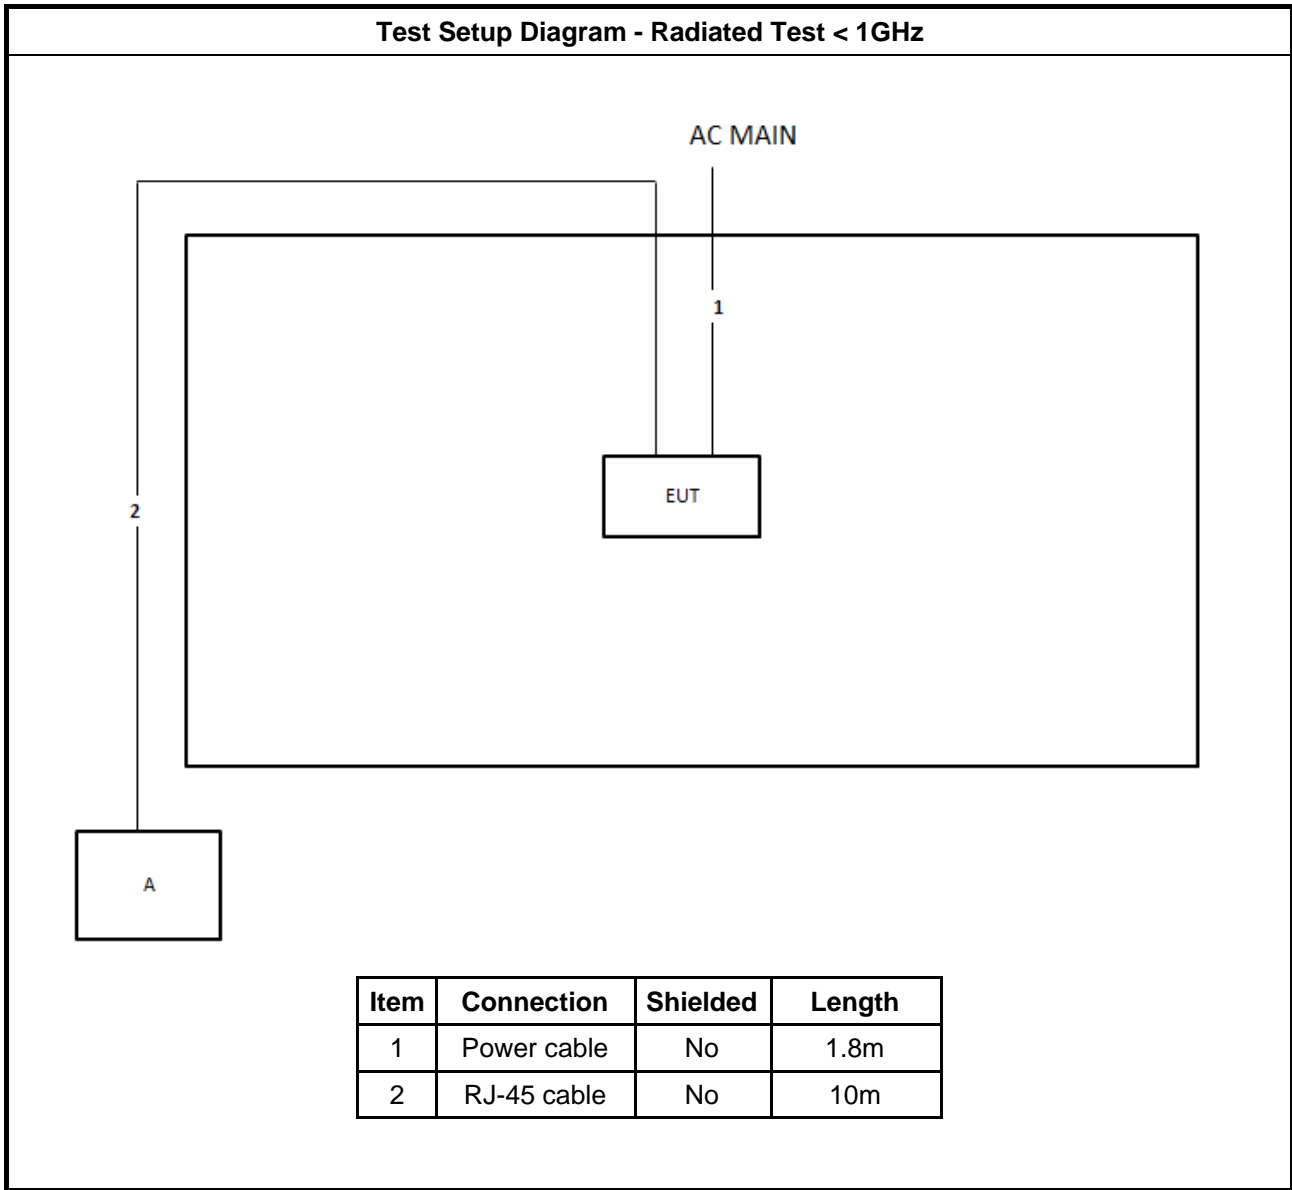 Test Setup Diagram - Radiated Test < 1GHz
AC MAIN
1
EUT
2
A
Item Connection Shielded Length
1 Power cable No 1.8m
2 RJ-45 cable No 10m